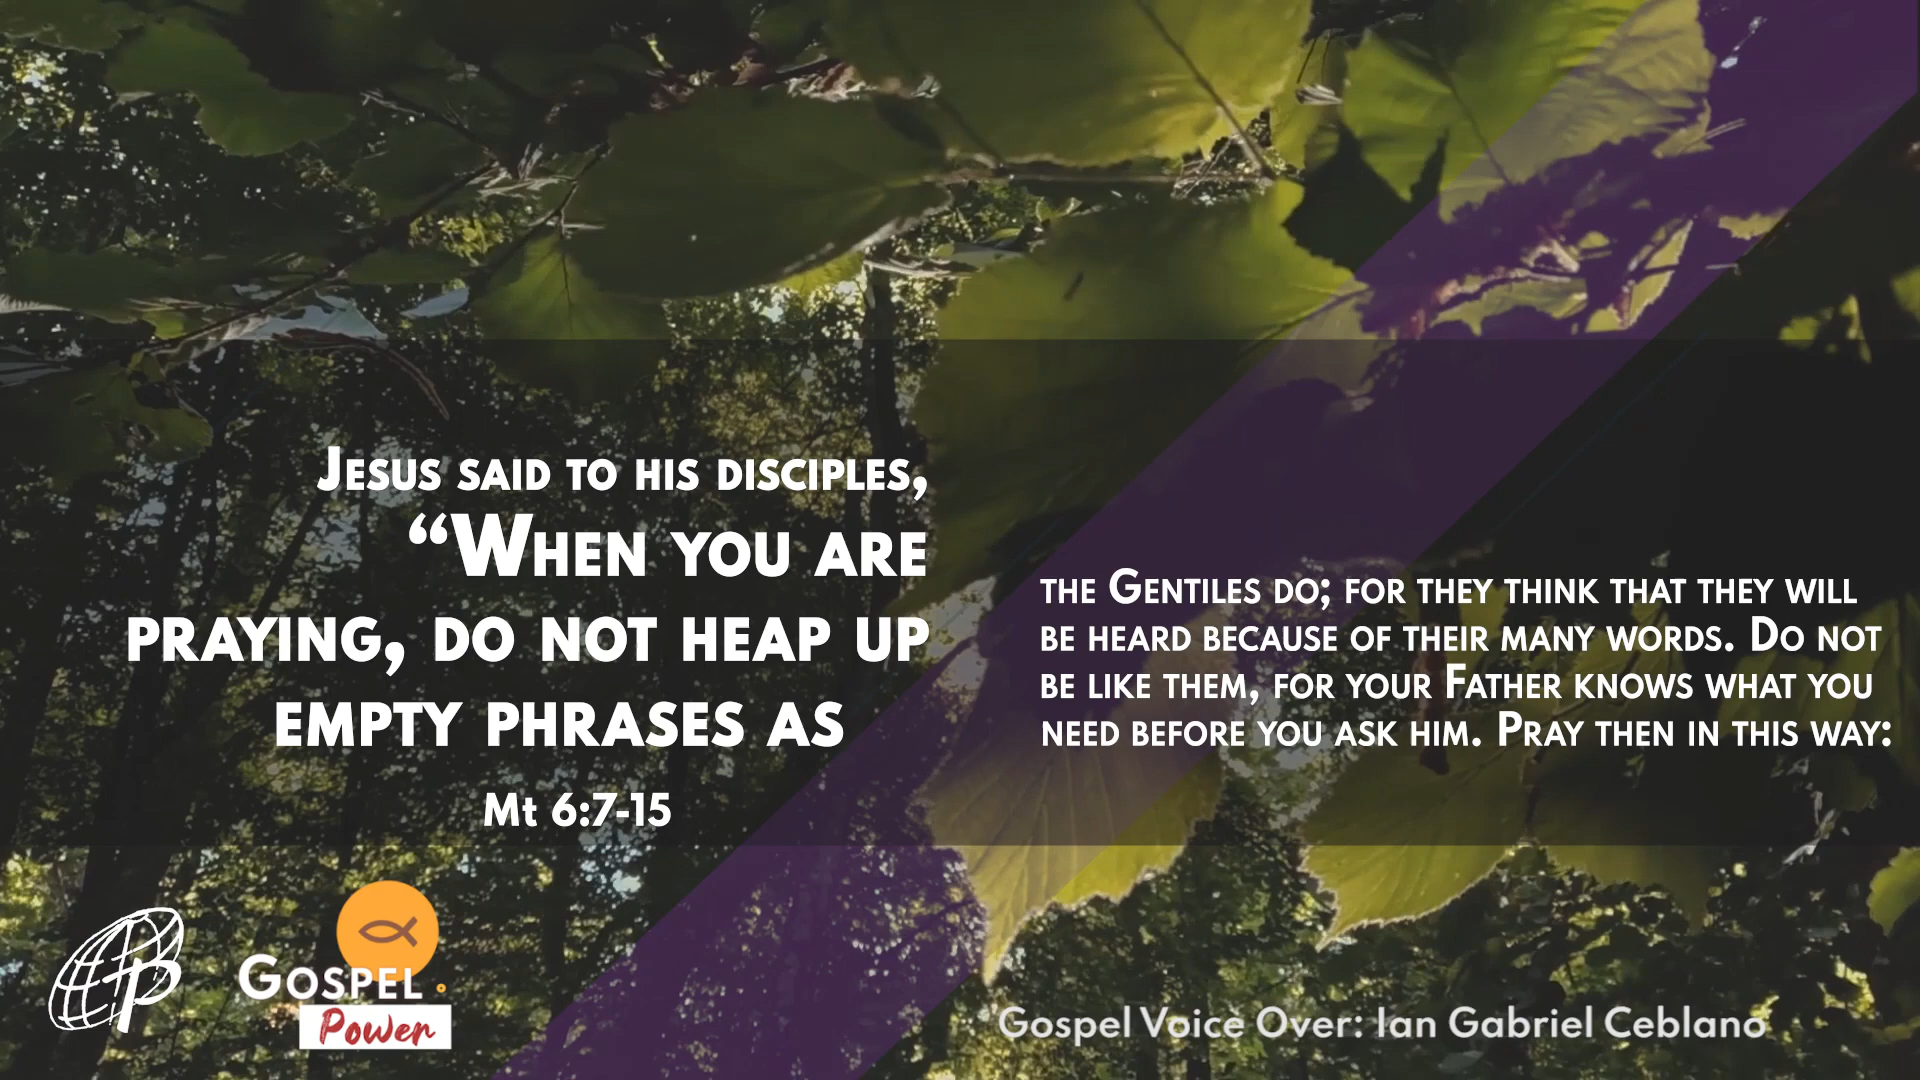 Jesus said to his disciples,
“When you are
praying, do not heap up
empty phrases as
Mt 6:7-15
the Gentiles do; for they think that they will
be heard because of their many words. Do not
be like them, for your Father knows what you
need before you ask him. Pray then in this way:
Gospel
Power
Gospel Voice Over: Ian Gabriel Ceblano